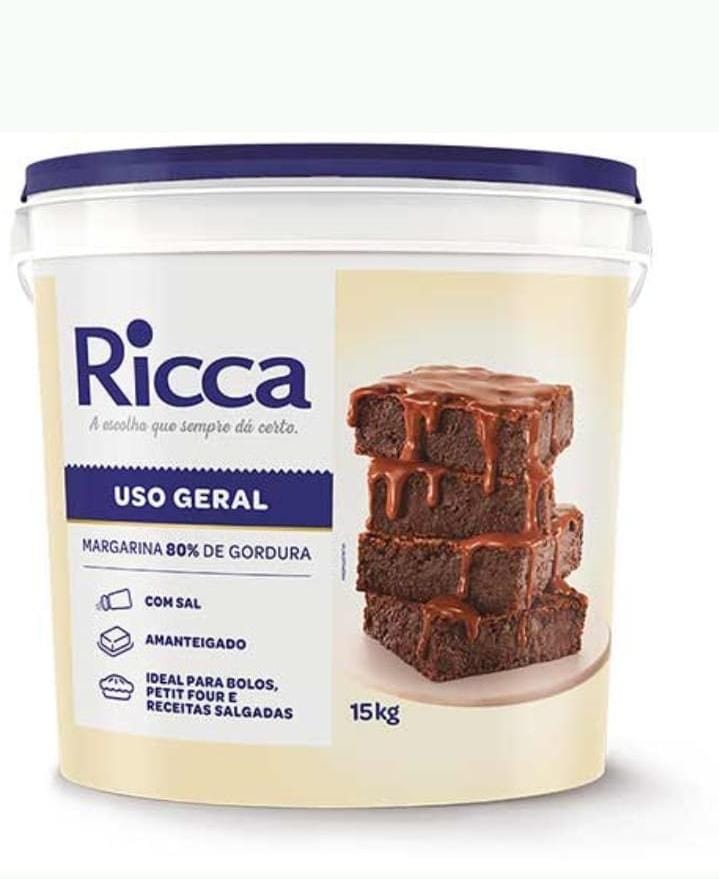 Ricca
A escolha que sempre dá certo.
USO GERAL
MARGARINA 80% DE GORDURA
COM SAL
AMANTEIGADO
IDEAL PARA BOLOS,
PETIT FOUR E
RECEITAS SALGADAS
15kg